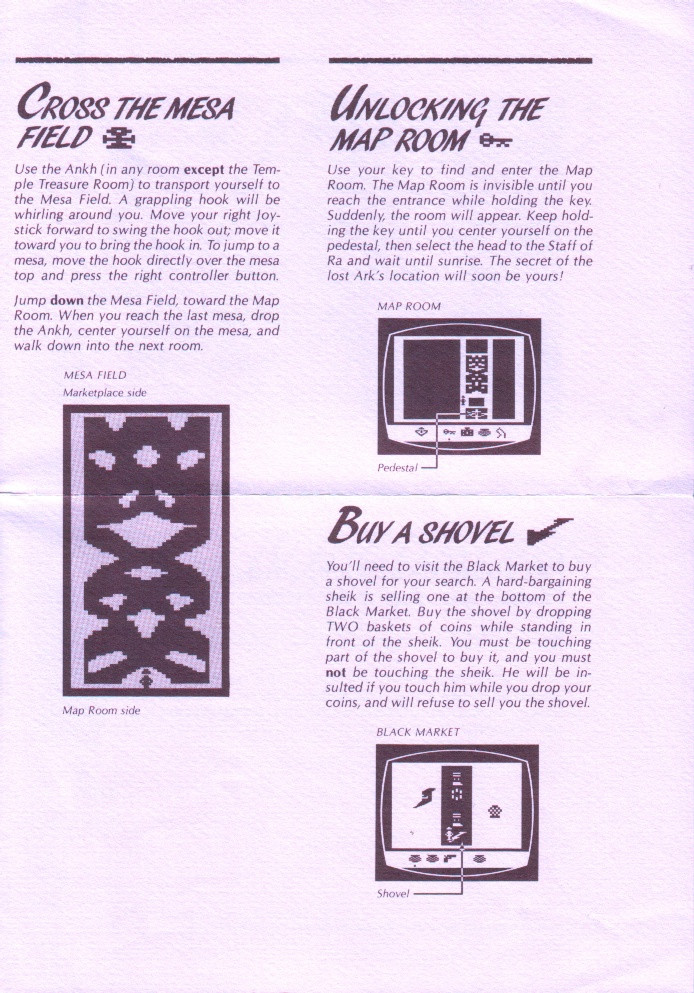 CROSS THE MESA
FIELD
Use the Ankh (in any room except the Tem-
ple Treasure Room) to transport yourself to
the Mesa Field. A grappling hook will be
whirling around you. Move your right Joy-
stick forward to swing the hook out; move it
toward you to bring the hook in. To jump to a
mesa, move the hook directly over the mesa
top and press the right controller button.
Jump down the Mesa Field, toward the Map
Room. When you reach the last mesa, drop
the Ankh, center yourself on the mesa, and
walk down into the next room.
MESA FIELD
Marketplace side
Map Room side
UNLOCKING THE
MAP ROOM
Use your key to find and enter the Map
Room. The Map Room is invisible until you
reach the entrance while holding the key.
Suddenly, the room will appear. Keep hold-
ing the key until you center yourself on the
pedestal, then select the head to the Staff of
Ra and wait until sunrise. The secret of the
lost Ark's location will soon be yours!
MAP ROOM
Pedestal
BUY A SHOVEL
You'll need to visit the Black Market to buy
a shovel for your search. A hard-bargaining
sheik is selling one at the bottom of the
Black Market. Buy the shovel by dropping
TWO baskets of coins while standing in
front of the sheik. You must be touching
part of the shovel to buy it, and you must
not be touching the sheik. He will be in-
sulted if you touch him while you drop your
coins, and will refuse to sell you the shovel.
BLACK MARKET
Shovel